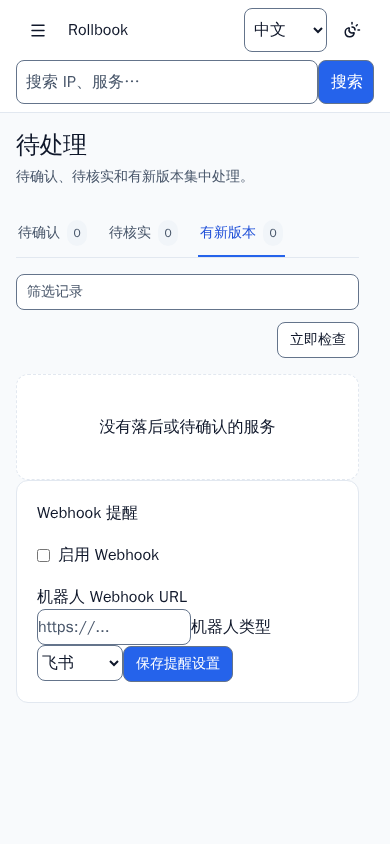 Rollbook
中文
搜索 IP、服务…
搜索
待处理
待确认、待核实和有新版本集中处理。
待确认 0 待核实 0 有新版本 0
筛选记录
立即检查
没有落后或待确认的服务
Webhook 提醒
启用 Webhook
机器人 Webhook URL
https://... 机器人类型
飞书 保存提醒设置